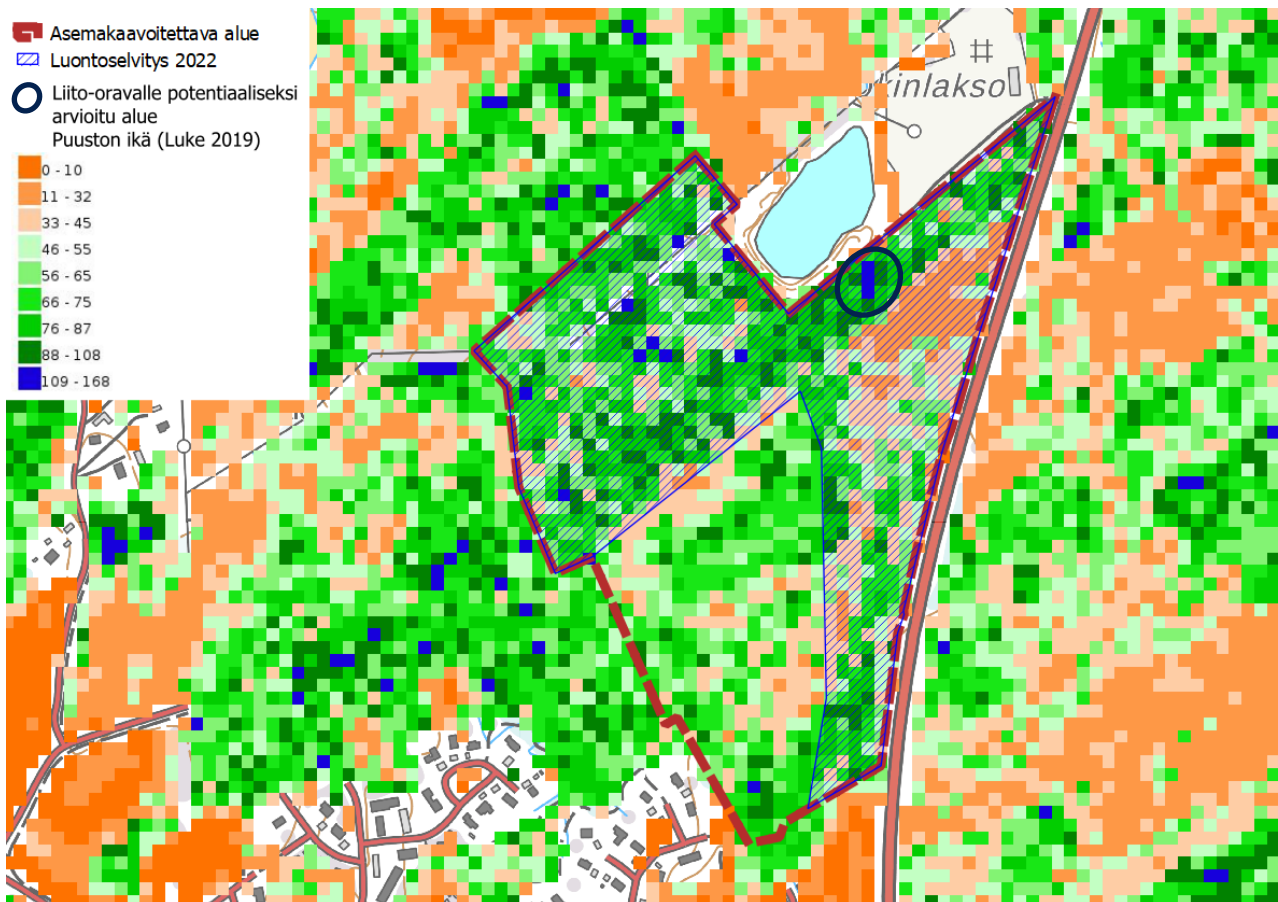 Asemakaavoitettava alue
Luontoselvitys 2022
Liito-oravalle potentiaaliseksi
arvioitu alue
Puuston ikä (Luke 2019)
0 - 10
11 - 32
33 - 45
46 - 55
56 - 65
66 - 75
76 - 87
88 - 108
109 - 168